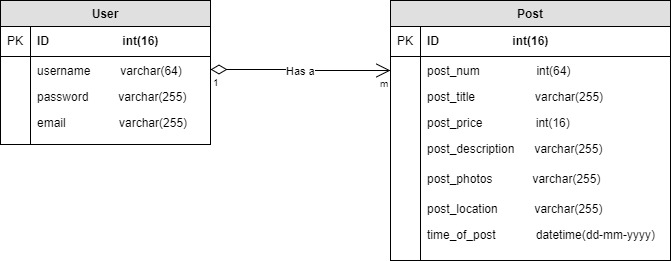 User
PK ID int(16)
username varchar(64)
password varchar(255)
email varchar(255)
1 Has a m
Post
PK ID int(16)
post_num int(64)
post_title varchar(255)
post_price int(16)
post_description varchar(255)
post_photos varchar(255)
post_location varchar(255)
time_of_post datetime(dd-mm-yyyy)